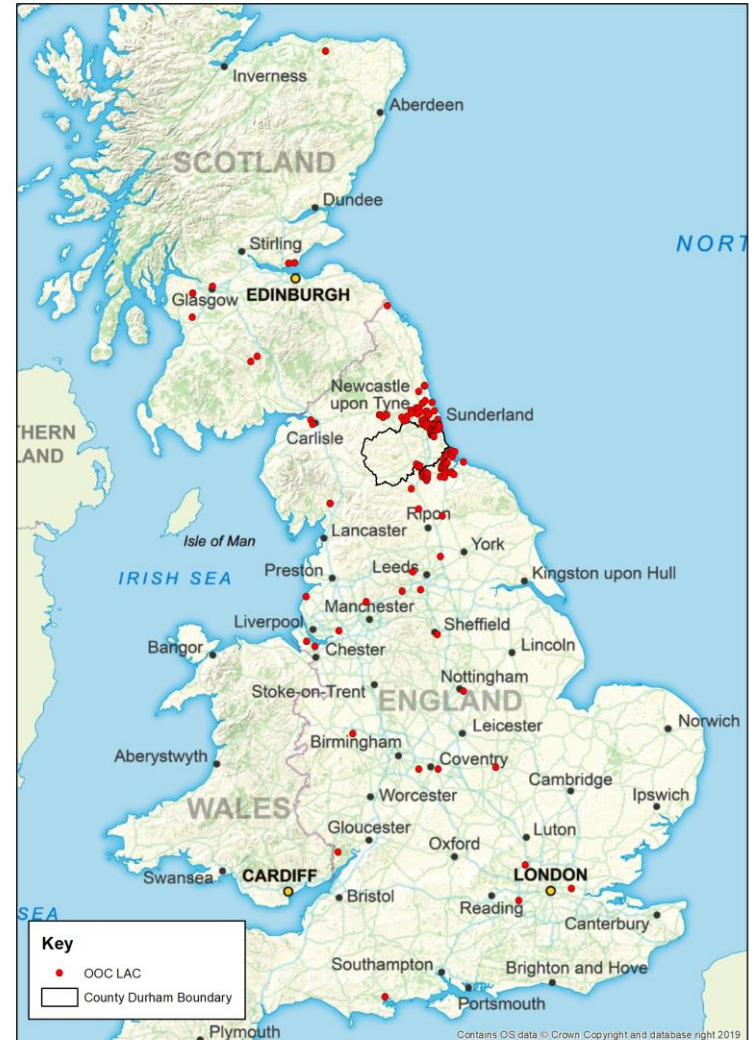 Inverness
Aberdeen
SCOTLAND
Dundee
Stirling
NORT
Glasgow
EDINBURGH
Newcastle
upon Tyne
Sunderland
THERN
LAND
Carlisle
Ripon
Lancaster
Isle of Man
York
IRISH SEA
Preston
Leeds
Kingston upon Hull
Manchester
Liverpool
Sheffield
Bangor
Chester
Lincoln
Stoke-on-Trent
Nottingham
ENGLAND
Leicester
Norwich
Birmingham
Aberystwyth
Coventry
Cambridge
WALES
Worcester
Ipswich
Gloucester
Luton
Oxford
Swansea
CARDIFF
LONDON
Bristol
Reading
SEA
Canterbury
Key
OOC LAC
County Durham Boundary
Southampton
Brighton and Hove
Portsmouth
Plymouth
Contains OS data © Crown Copyright and database right 2019